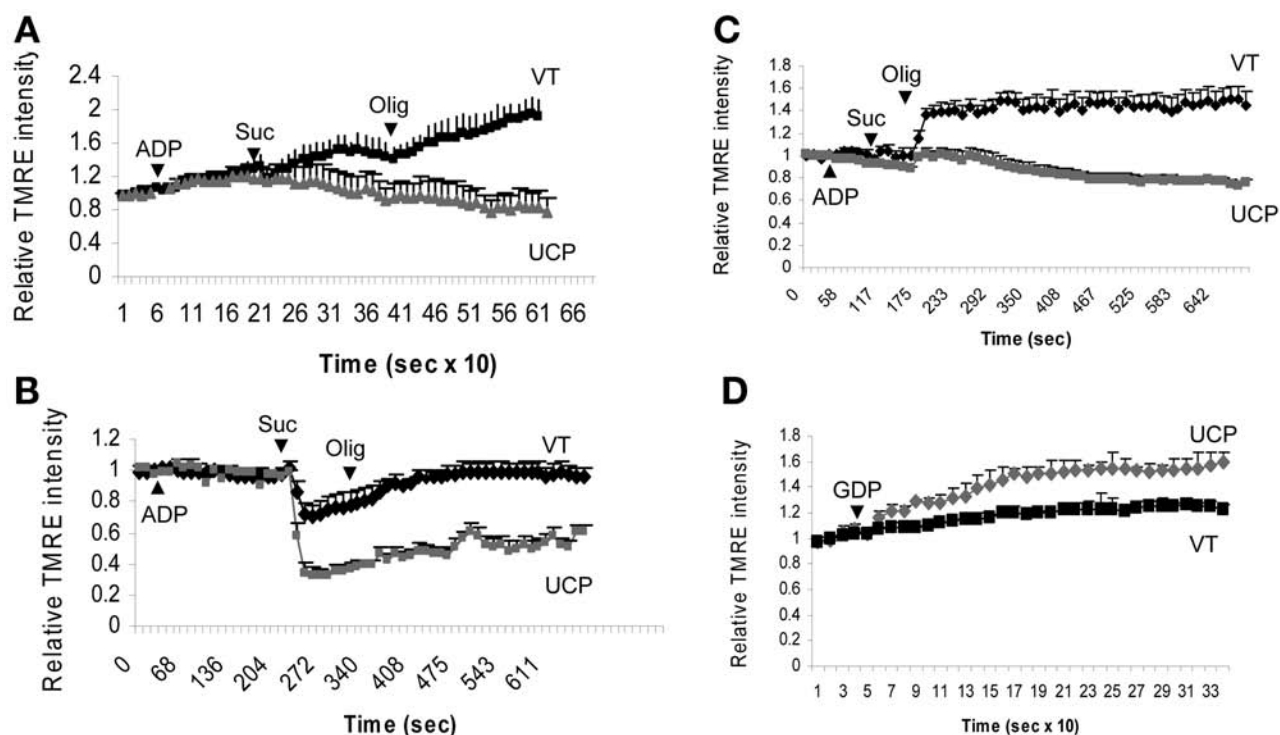 A
Relative TMRE intensity
2.4
2
1.6
1.2
0.8
0.4
0
ADP
Suc
Olig
VT
UCP
1 6 11 16 21 26 31 36 41 46 51 56 61 66
Time (sec x 10)
B
Relative TMRE intensity
1.2
1
0.8
0.6
0.4
0.2
0
ADP
Suc
Olig
VT
UCP
0 68 136 204 272 340 408 475 543 611
Time (sec)
C
Relative TMRE intensity
1.8
1.6
1.4
1.2
1
0.8
0.6
0.4
0.2
0
ADP
Suc
Olig
VT
UCP
0 58 117 175 233 292 350 408 467 525 583 642
Time (sec)
D
Relative TMRE intensity
1.8
1.6
1.4
1.2
1
0.8
0.6
0.4
0.2
0
GDP
UCP
VT
1 3 5 7 9 11 13 15 17 19 21 23 25 27 29 31 33
Time (sec x 10)